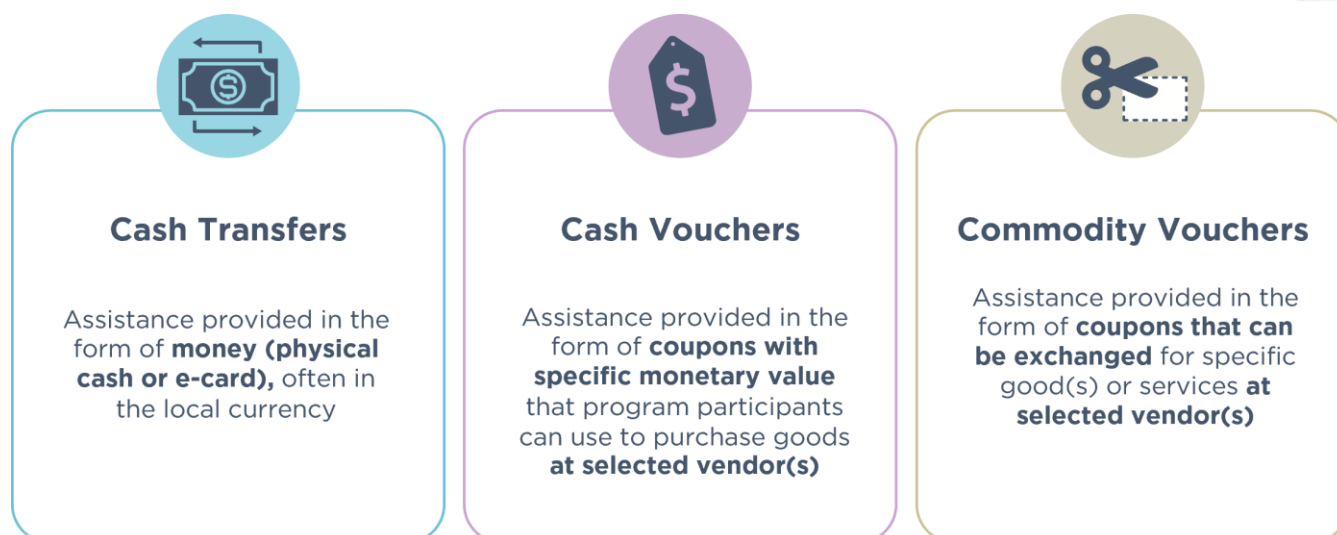 Cash Transfers
Assistance provided in the
form of money (physical
cash or e-card), often in
the local currency
Cash Vouchers
Assistance provided in the
form of coupons with
specific monetary value
that program participants
can use to purchase goods
at selected vendor(s)
Commodity Vouchers
Assistance provided in the
form of coupons that can
be exchanged for specific
good(s) or services at
selected vendor(s)